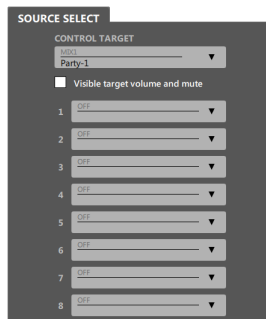 SOURCE SELECT
CONTROL TARGET
MIX1
Party-1
Visible target volume and mute
1 OFF
2 OFF
3 OFF
4 OFF
5 OFF
6 OFF
7 OFF
8 OFF